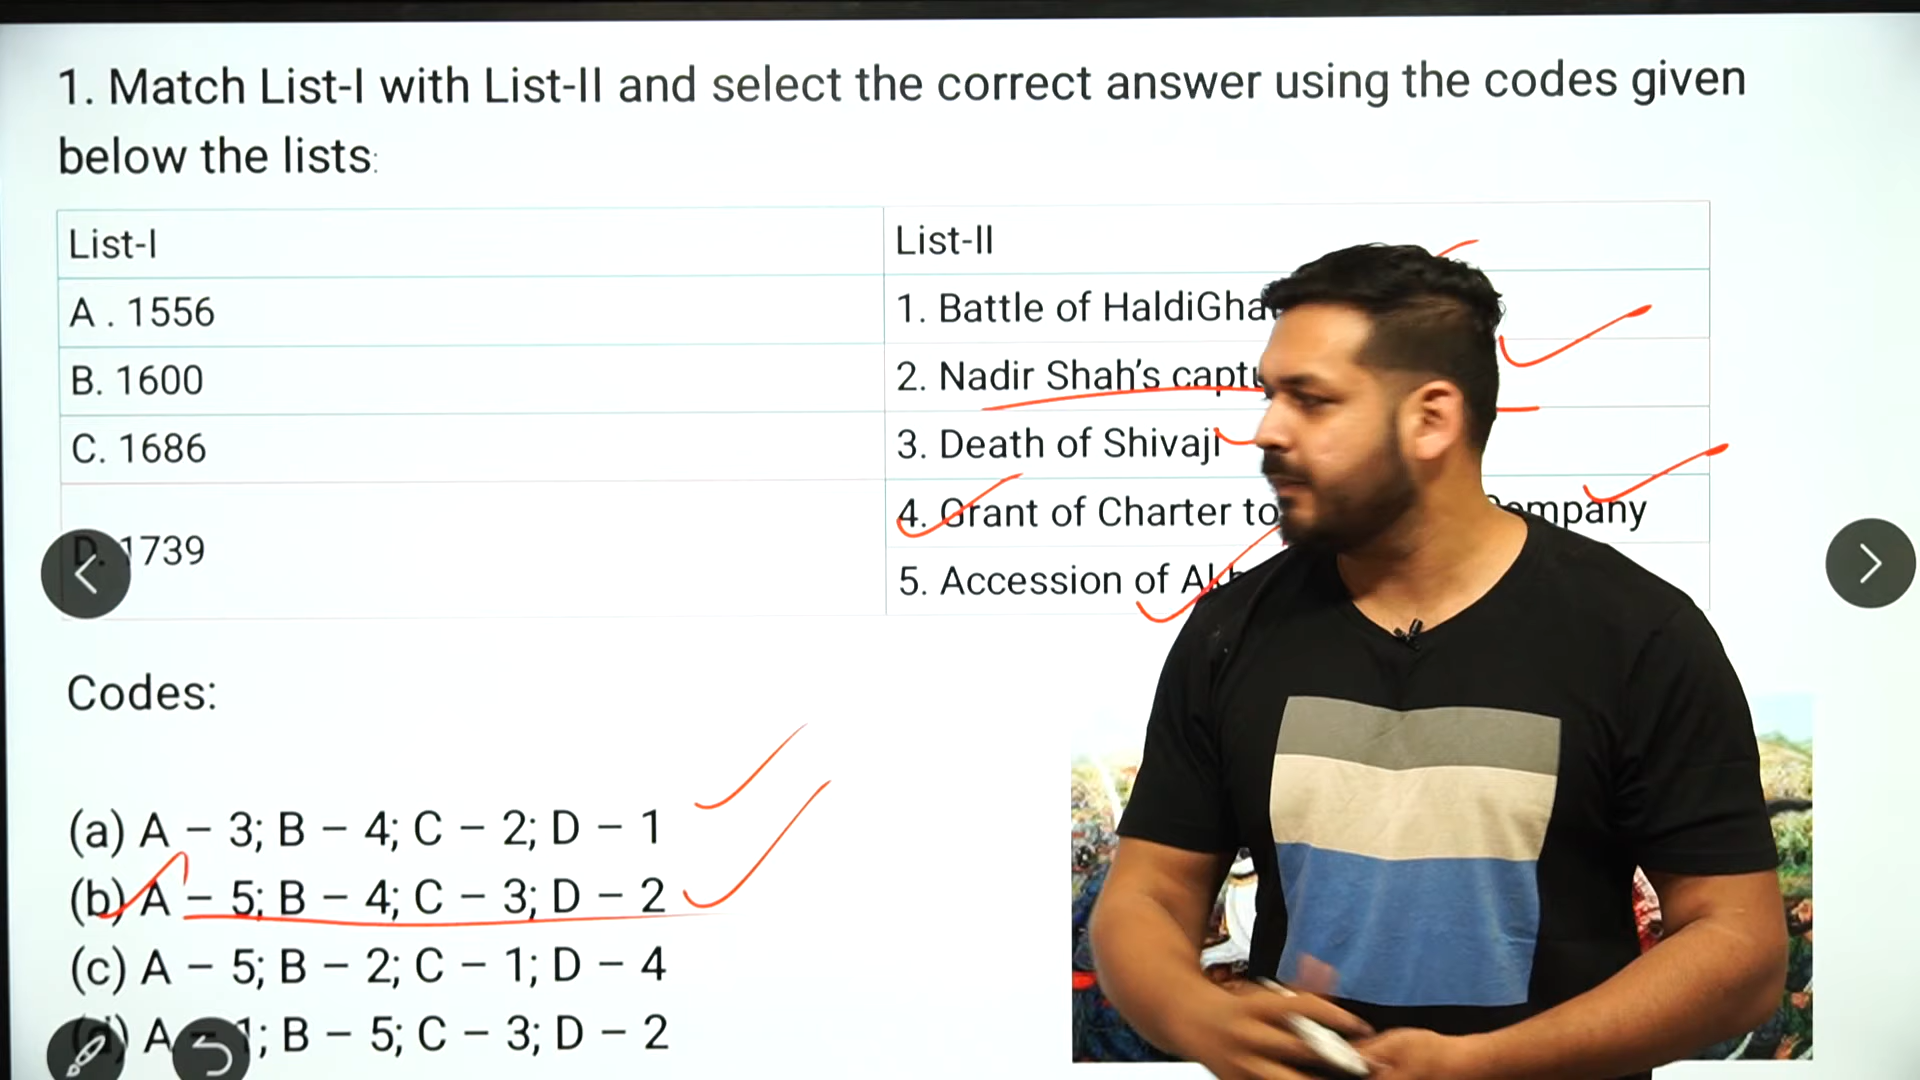 1. Match List-I with List-II and select the correct answer using the codes given
below the lists:
List-I
List-II
A . 1556
1. Battle of HaldiGha
B. 1600
2. Nadir Shah's capt
C. 1686
3. Death of Shivaji
D. 1739
4. Grant of Charter to ompany
5. Accession of Ak
Codes:
(a) A – 3; B – 4; C – 2; D – 1
(b) A – 5; B – 4; C – 3; D – 2
(c) A – 5; B – 2; C – 1; D – 4
(d) A – 1; B – 5; C – 3; D – 2